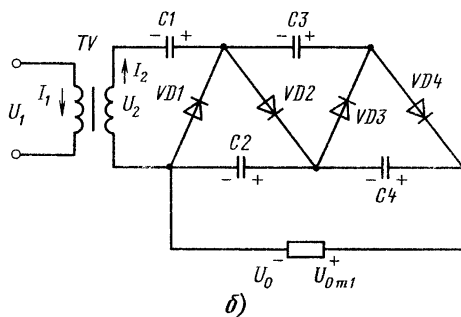 C1
C3
− +
− +
TV
I₁
I₂
U₁
U₂
VD1
VD2
VD3
VD4
C2
− +
− +
C4
− +
U₀
U₀m1
б)